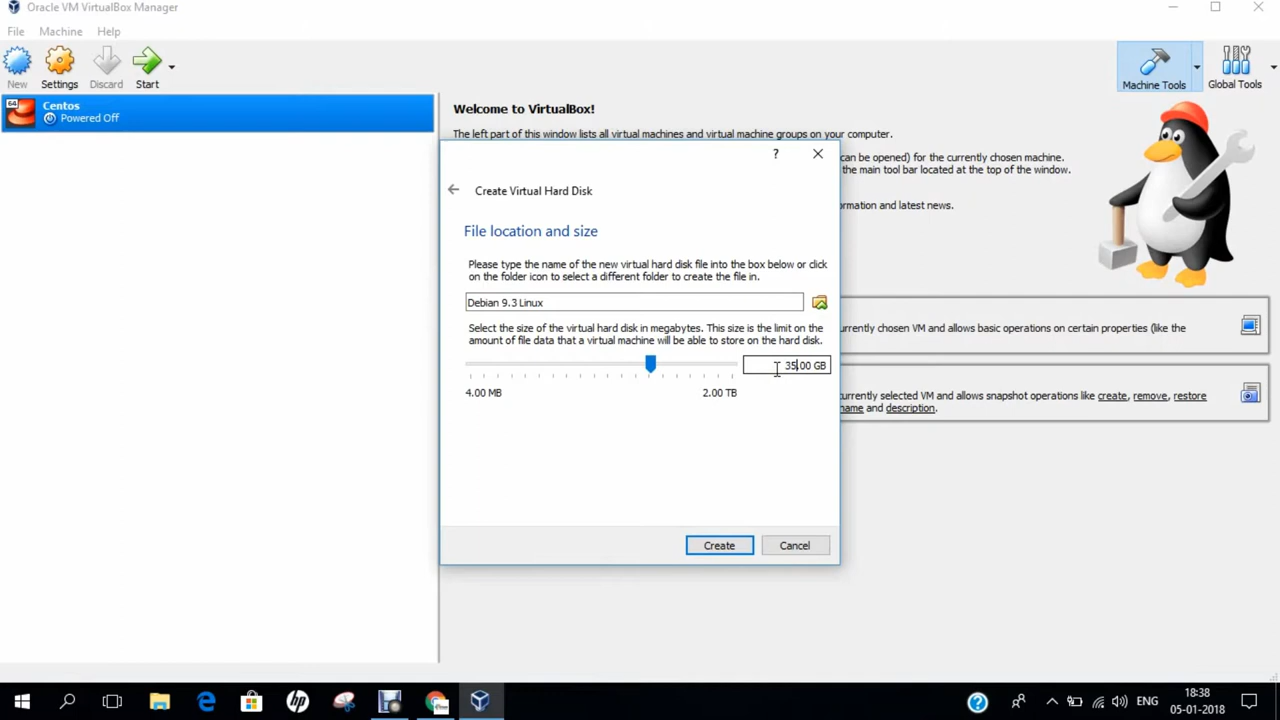 Oracle VM VirtualBox Manager
File Machine Help
New Settings Discard Start
Machine Tools Global Tools
64 Centos
Powered Off
Welcome to VirtualBox!
The left part of this window lists all virtual machines and virtual machine groups on your computer.
can be opened) for the currently chosen machine.
the main tool bar located at the top of the window.
ormation and latest news.
?
Create Virtual Hard Disk
File location and size
Please type the name of the new virtual hard disk file into the box below or click
on the folder icon to select a different folder to create the file in.
Debian 9.3 Linux
Select the size of the virtual hard disk in megabytes. This size is the limit on the
amount of file data that a virtual machine will be able to store on the hard disk.
35.00 GB
4.00 MB 2.00 TB
urrently chosen VM and allows basic operations on certain properties (like the
urrently selected VM and allows snapshot operations like create, remove, restore
name and description.
Create Cancel
hp
?
ENG
18:38
05-01-2018